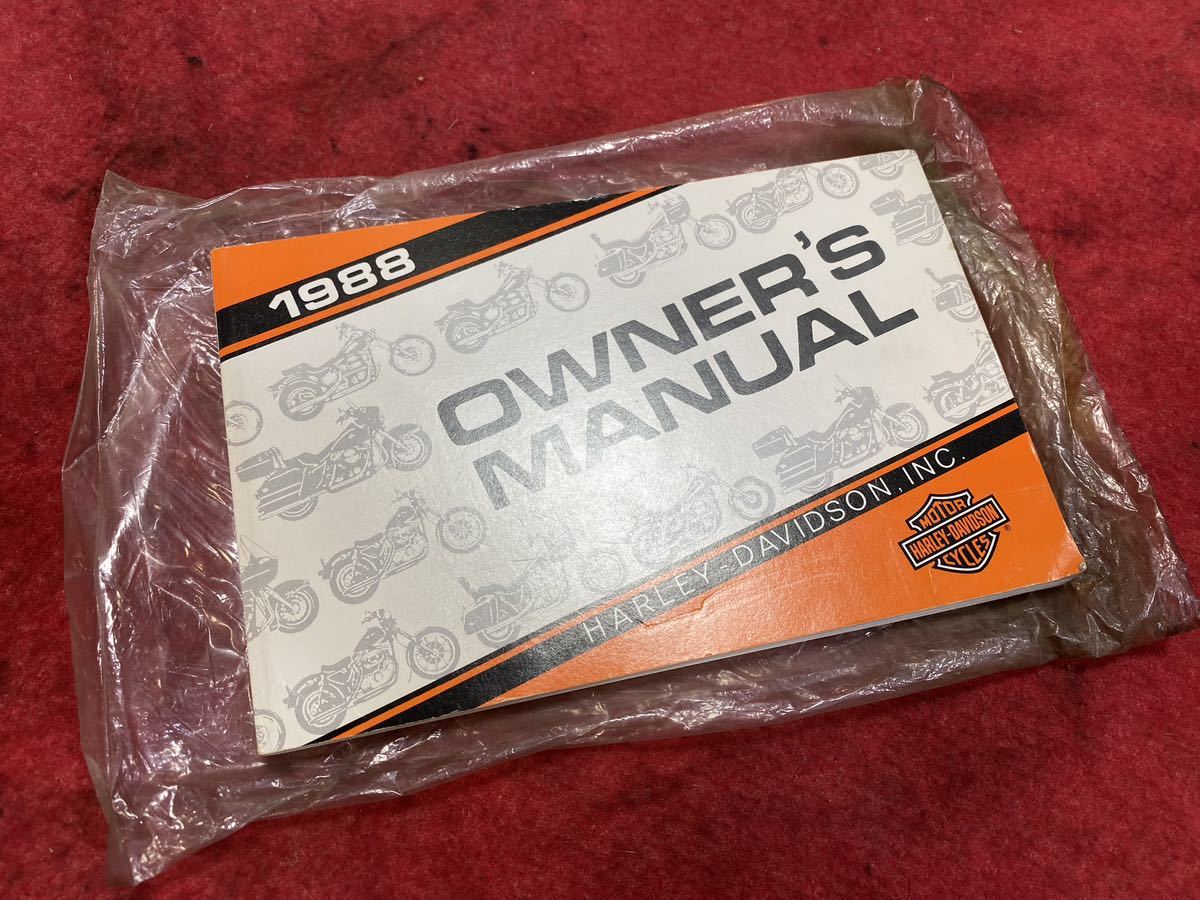 1988
OWNER'S
MANUAL
HARLEY-DAVIDSON, INC.
MOTOR
HARLEY-DAVIDSON
CYCLES
®